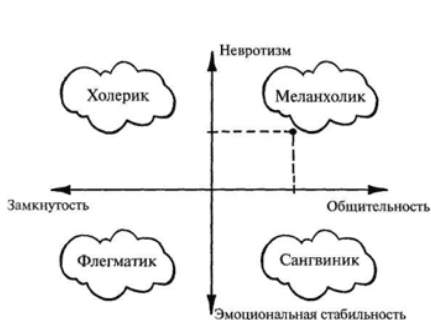 Невротизм
Холерик
Меланхолик
Замкнутость
Общительность
Флегматик
Сангвиник
Эмоциональная стабильность